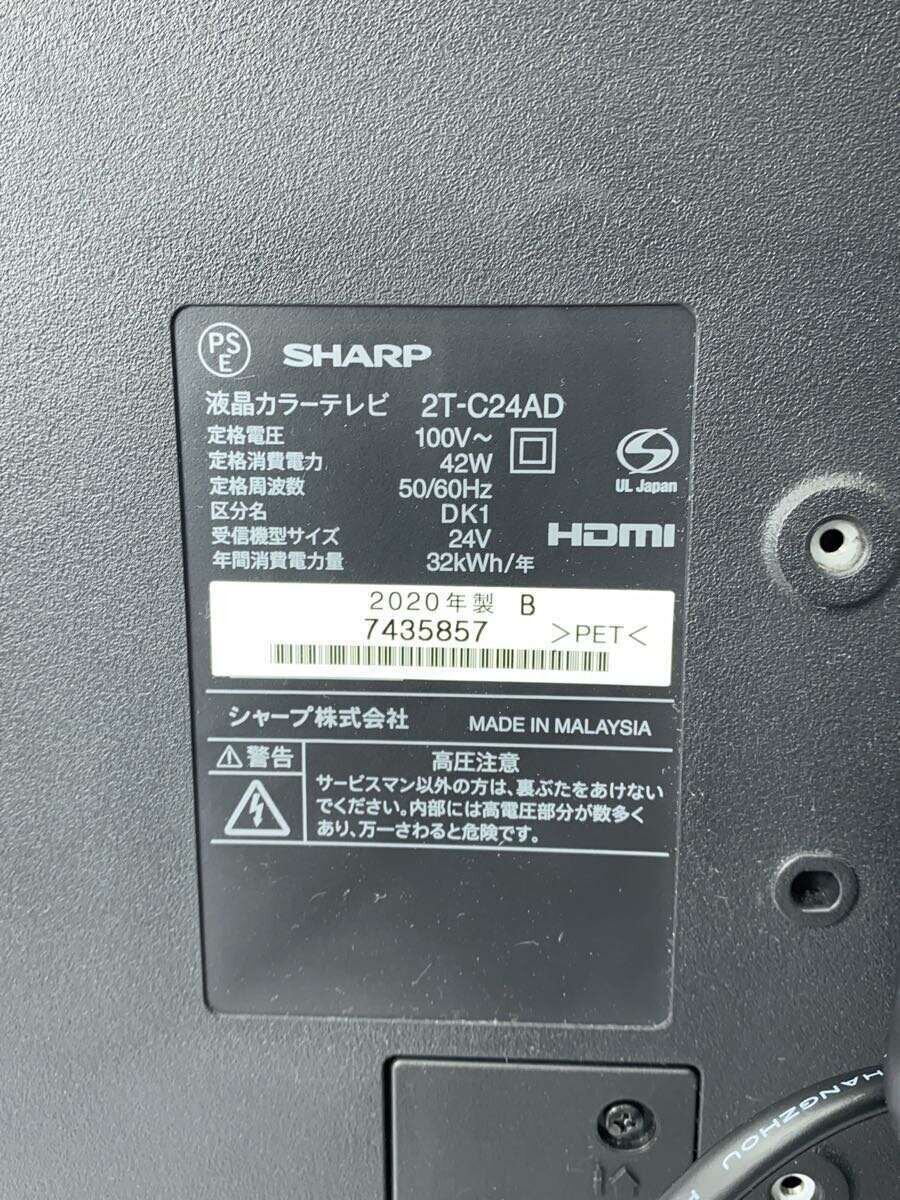 PS
E
SHARP
液晶カラーテレビ 2T-C24AD
定格電圧 100V~
定格消費電力 42W
定格周波数 50/60Hz
区分名 DK1
受信機型サイズ 24V
年間消費電力量 32kWh/年
UL Japan
HDMI
2020年製 B
7435857 >PET<
シャープ株式会社 MADE IN MALAYSIA
警告
高圧注意
サービスマン以外の方は、裏ぶたをあけない
でください。内部には高電圧部分が数多く
あり、万一さわると危険です。
HANGZHOU